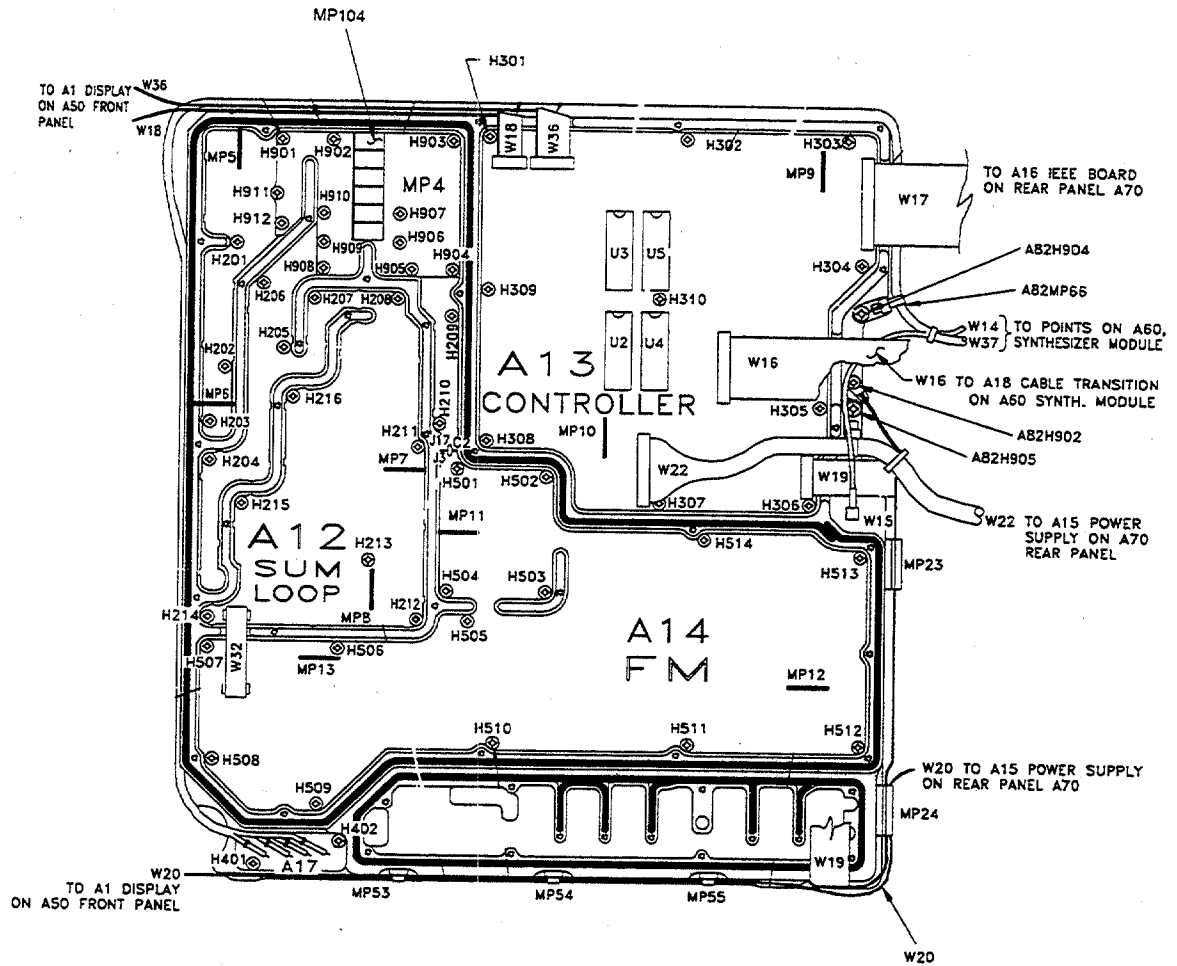 MP104
H301
TO A1 DISPLAY
ON A50 FRONT
PANEL
W36
W18
MP5
H901
H902
H903
W18
W36
H302
H303
MP9
TO A16 IEEE BOARD
ON REAR PANEL A70
W17
H911
H910
MP4
H912
H907
H201
H909
H906
U3
U5
A82H904
H908
H905
H904
H304
H206
H207
H208
H309
H310
A82MP66
H205
H209
W14
W37
TO POINTS ON A60,
SYNTHESIZER MODULE
U2
U4
H202
A13
CONTROLLER
W16
W16 TO A18 CABLE TRANSITION
ON A60 SYNTH. MODULE
MP6
H216
H210
H203
H305
MP10
A82H902
H211
J17
C2
H308
J3
A82H905
H204
MP7
H501
H502
W22
W19
H215
H307
H306
W15
MP11
W22 TO A15 POWER
SUPPLY ON A70
REAR PANEL
A12
SUM
LOOP
H213
H514
H513
MP23
H504
H503
MP8
H212
H214
H505
A14
FM
H507
W32
H506
MP13
MP12
H510
H511
H512
H508
W20 TO A15 POWER SUPPLY
ON REAR PANEL A70
H509
MP24
H402
H401
A17
W19
W20
TO A1 DISPLAY
ON A50 FRONT PANEL
MP53
MP54
MP55
W20